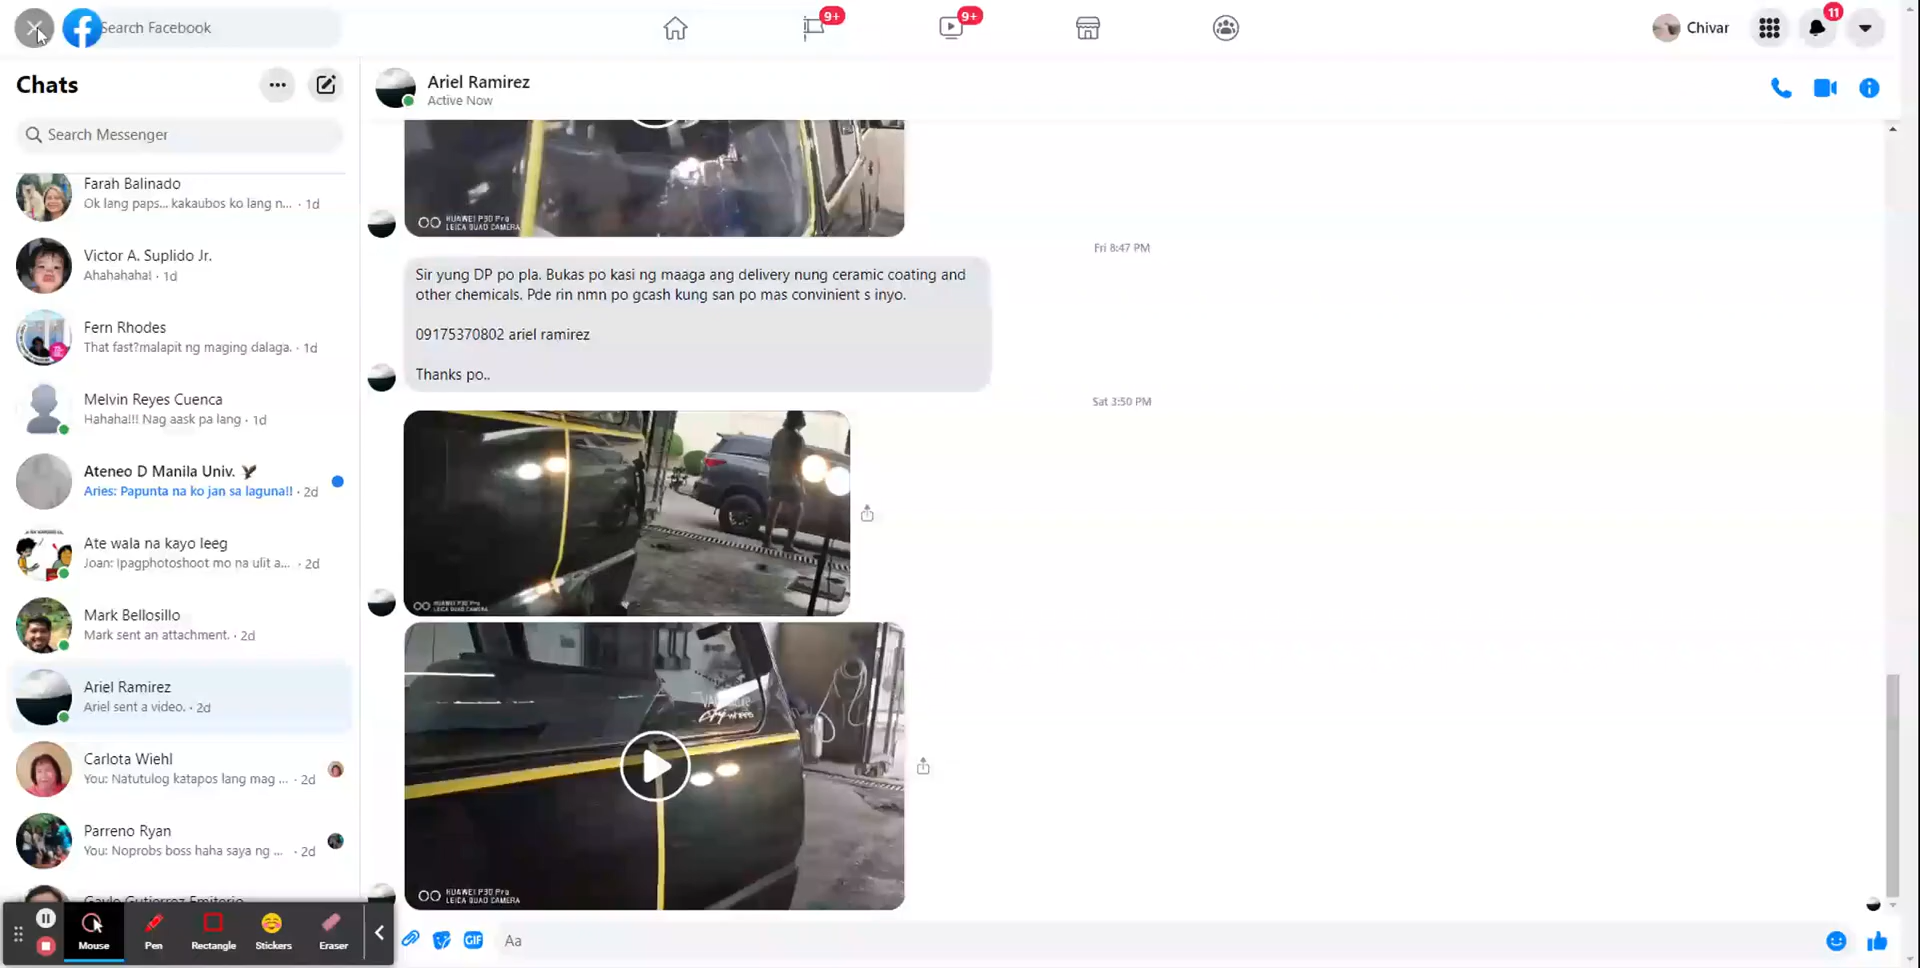 Search Facebook
9+
9+
Chivar
11
Chats
Search Messenger
Farah Balinado
Ok lang paps... kakaubos ko lang n... · 1d
Victor A. Suplido Jr.
Ahahahaha! · 1d
Fern Rhodes
That fast?malapit ng maging dalaga. · 1d
Melvin Reyes Cuenca
Hahaha!!! Nag aask pa lang · 1d
Ateneo D Manila Univ.
Aries: Papunta na ko jan sa laguna!! · 2d
Ate wala na kayo leeg
Joan: Ipagphotoshoot mo na ulit a... · 2d
Mark Bellosillo
Mark sent an attachment. · 2d
Ariel Ramirez
Ariel sent a video. · 2d
Carlota Wiehl
You: Natutulog katapos lang mag ... · 2d
Parreno Ryan
You: Noprobs boss haha saya ng ... · 2d
Ariel Ramirez
Active Now
HUAWEI P30 Pro
LEICA QUAD CAMERA
Fri 8:47 PM
Sir yung DP po pla. Bukas po kasi ng maaga ang delivery nung ceramic coating and
other chemicals. Pde rin nmn po gcash kung san po mas convinient s inyo.
09175370802 ariel ramirez
Thanks po..
Sat 3:50 PM
HUAWEI P30 Pro
LEICA QUAD CAMERA
HUAWEI P30 Pro
LEICA QUAD CAMERA
GIF
Aa
Mouse
Pen
Rectangle
Stickers
Eraser